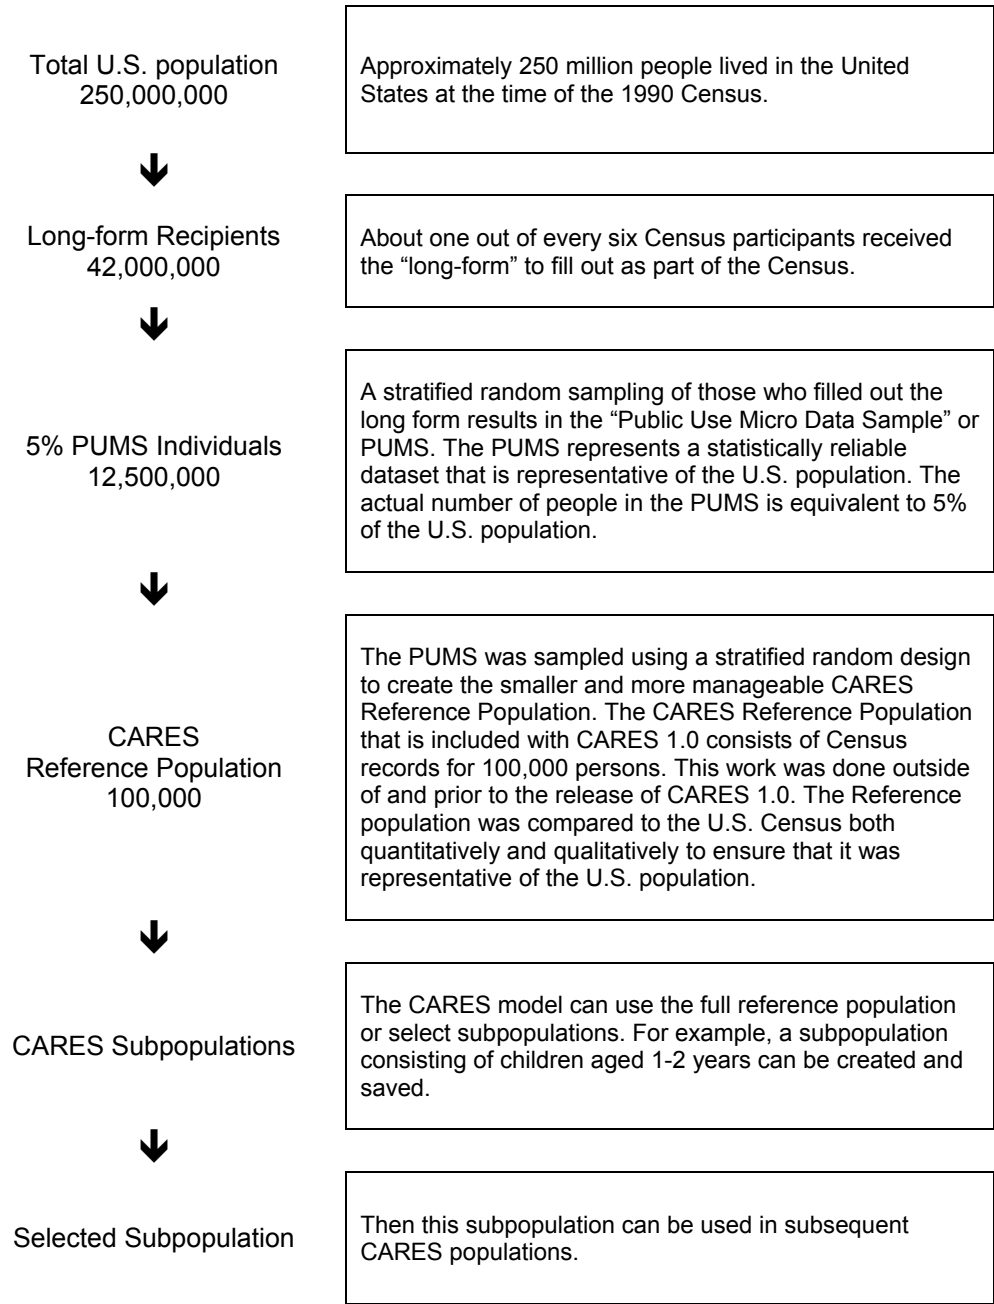 Total U.S. population
250,000,000
Approximately 250 million people lived in the United
States at the time of the 1990 Census.
Long-form Recipients
42,000,000
About one out of every six Census participants received
the “long-form” to fill out as part of the Census.
5% PUMS Individuals
12,500,000
A stratified random sampling of those who filled out the
long form results in the “Public Use Micro Data Sample” or
PUMS. The PUMS represents a statistically reliable
dataset that is representative of the U.S. population. The
actual number of people in the PUMS is equivalent to 5%
of the U.S. population.
CARES
Reference Population
100,000
The PUMS was sampled using a stratified random design
to create the smaller and more manageable CARES
Reference Population. The CARES Reference Population
that is included with CARES 1.0 consists of Census
records for 100,000 persons. This work was done outside
of and prior to the release of CARES 1.0. The Reference
population was compared to the U.S. Census both
quantitatively and qualitatively to ensure that it was
representative of the U.S. population.
CARES Subpopulations
The CARES model can use the full reference population
or select subpopulations. For example, a subpopulation
consisting of children aged 1-2 years can be created and
saved.
Selected Subpopulation
Then this subpopulation can be used in subsequent
CARES populations.